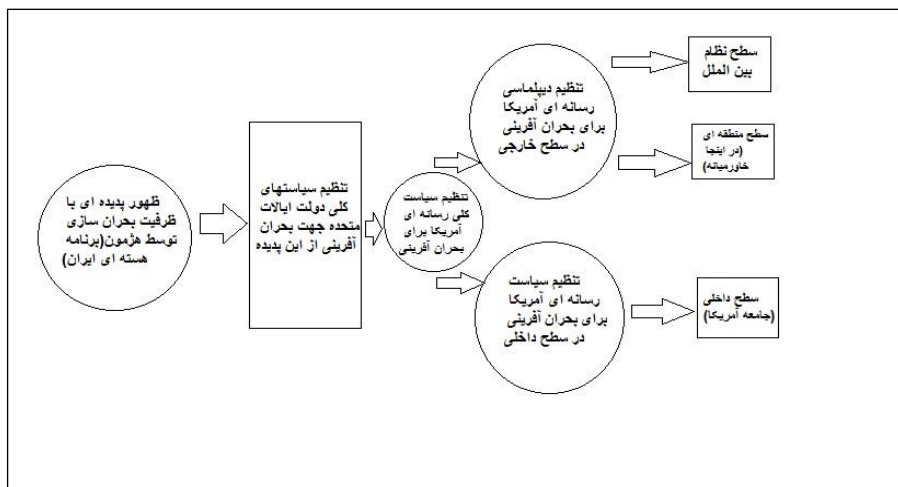 ظهور پدیده ای با
ظرفیت بحران سازی
توسط هژمون(برنامه
هسته ای ایران)
تنظیم سیاستهای
کلی دولت ایالات
متحده جهت بحران
آفرینی از این پدیده
تنظیم سیاست
کلی رسانه ای
آمریکا برای
بحران آفرینی
تنظیم دیپلماسی
رسانه ای آمریکا
برای بحران آفرینی
در سطح خارجی
سطح نظام
بین الملل
سطح منطقه ای
(در اینجا
خاورمیانه)
تنظیم سیاست
رسانه ای آمریکا
برای بحران آفرینی
در سطح داخلی
سطح داخلی
(جامعه آمریکا)